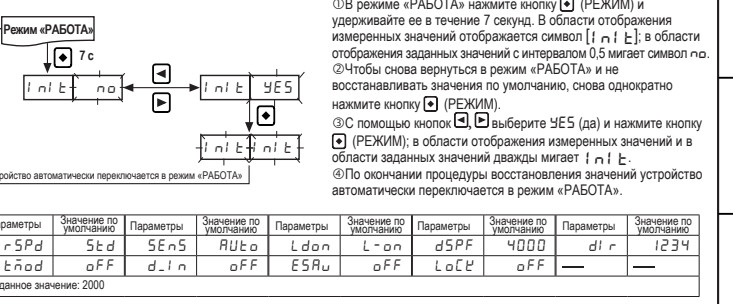 ①В режиме «РАБОТА» нажмите кнопку (РЕЖИМ) и
удерживайте ее в течение 7 секунд. В области отображения
измеренных значений отображается символ [InIt]; в области
отображения заданных значений с интервалом 0,5 мигает символ no.
②Чтобы снова вернуться в режим «РАБОТА» и не
восстанавливать значения по умолчанию, снова однократно
нажмите кнопку (РЕЖИМ).
③С помощью кнопок ◄, ► выберите YES (да) и нажмите кнопку
(РЕЖИМ); в области отображения измеренных значений и в
области заданных значений дважды мигает InIt.
④По окончании процедуры восстановления значений устройство
автоматически переключается в режим «РАБОТА».
Режим «РАБОТА»
7 с
InIt no ◄ ► InIt YES
InIt InIt
ройство автоматически переключается в режим «РАБОТА»
раметры Значение по умолчанию Параметры Значение по умолчанию Параметры Значение по умолчанию Параметры Значение по умолчанию Параметры Значение по умолчанию
rSPd Std SEnS AUto Ldon L-on dSPF 4000 dIr 1234
oFF d_In oFF ESAu oFF LoCK oFF — —
данное значение: 2000